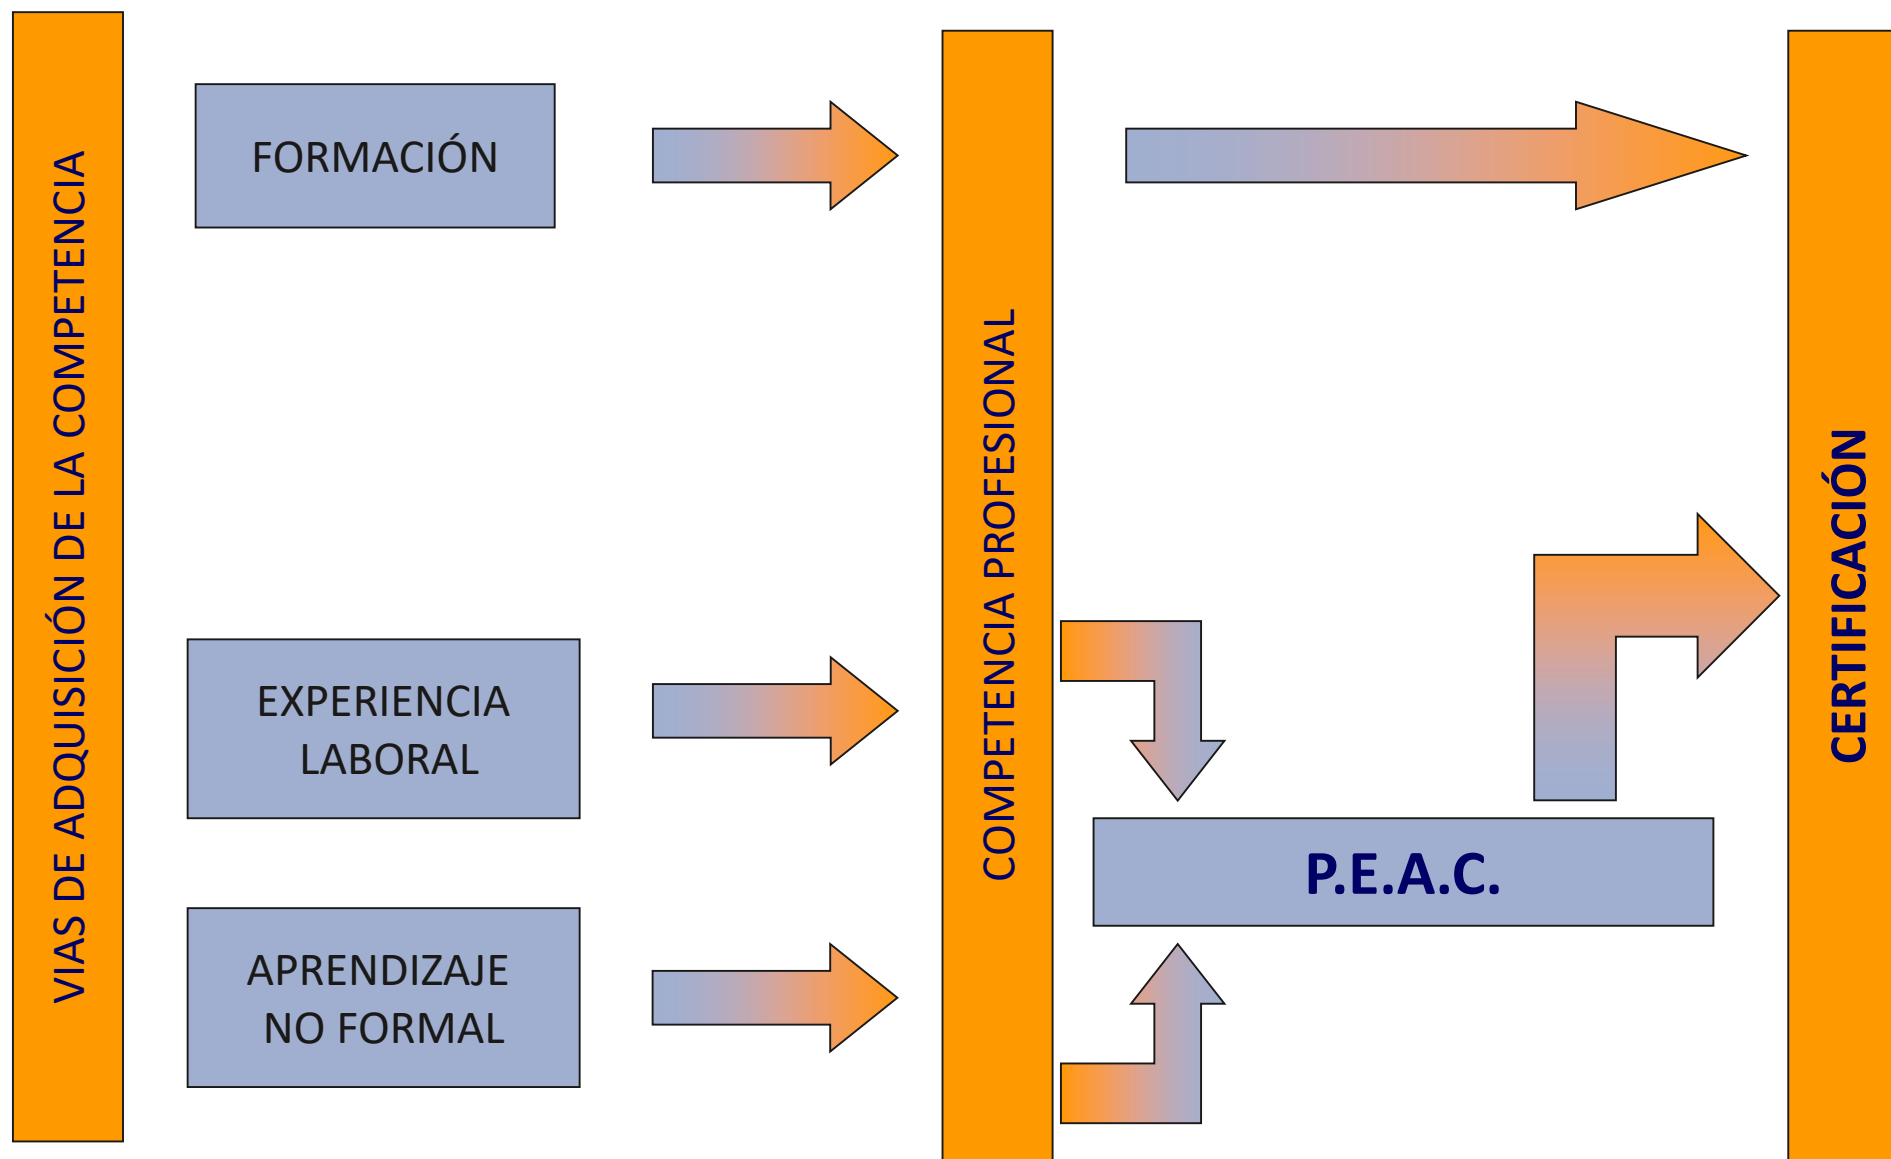 VIAS DE ADQUISICIÓN DE LA COMPETENCIA
FORMACIÓN
EXPERIENCIA
LABORAL
APRENDIZAJE
NO FORMAL
COMPETENCIA PROFESIONAL
P.E.A.C.
CERTIFICACIÓN